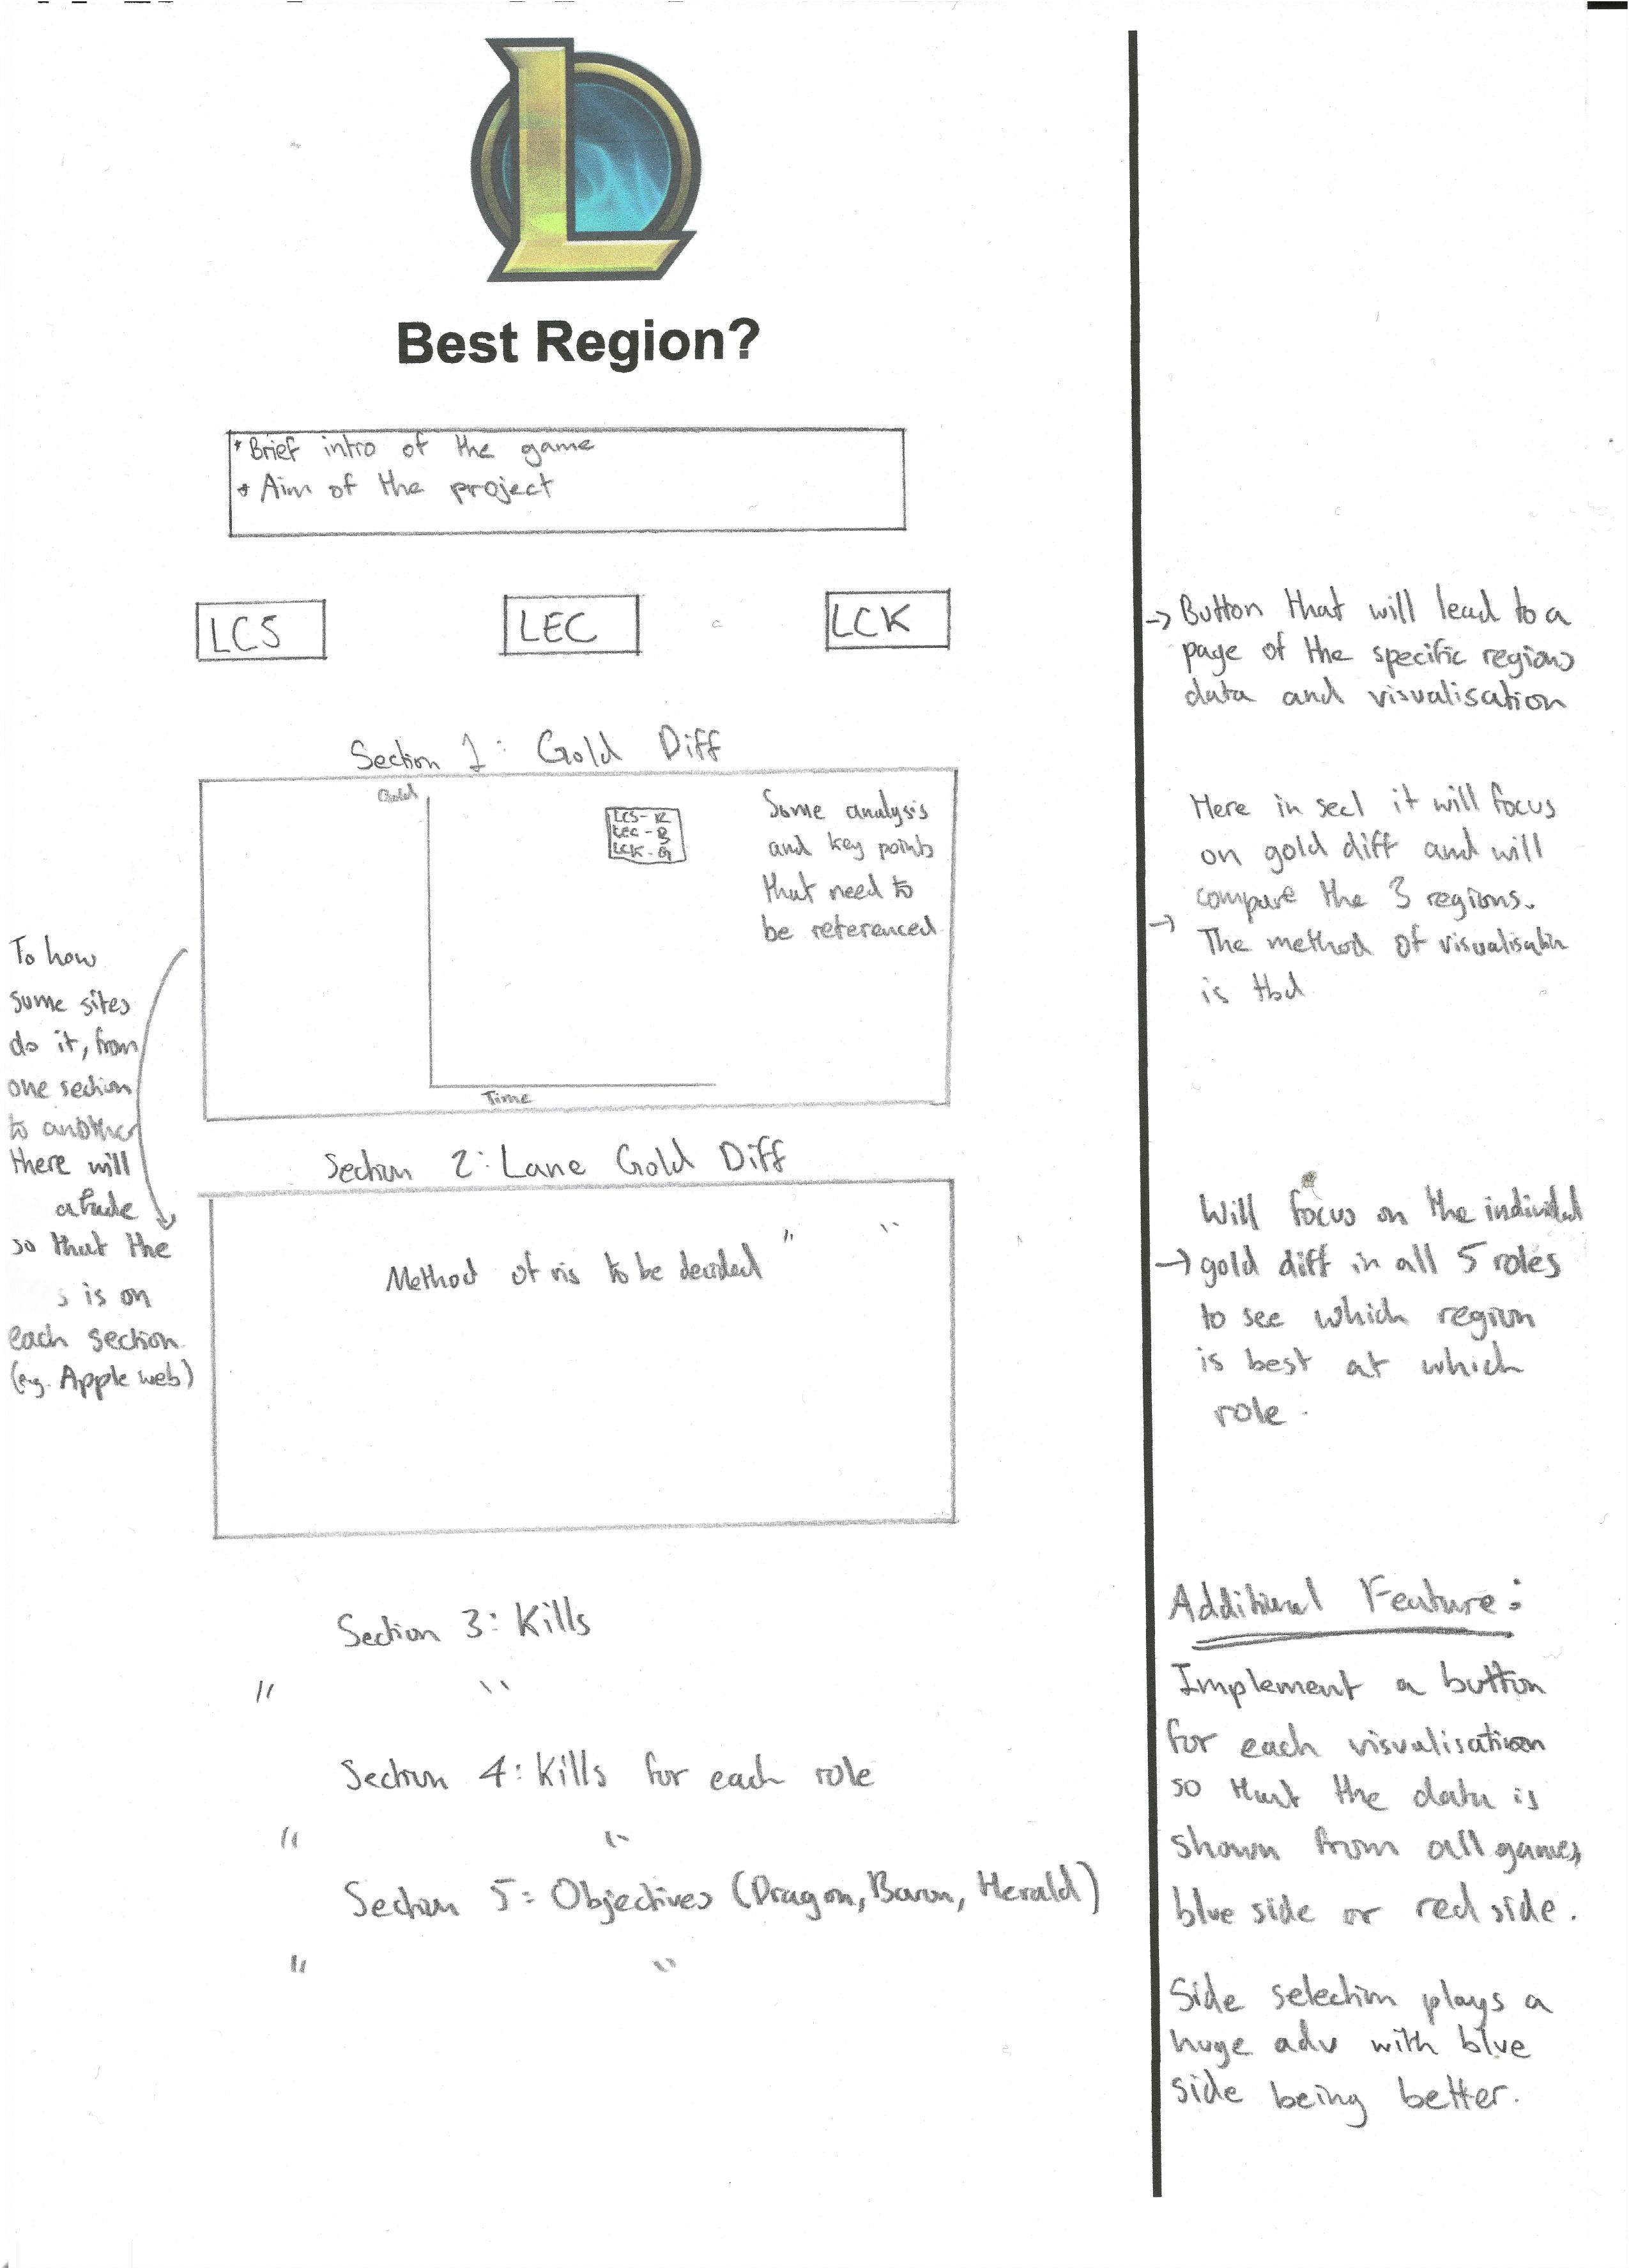 Best Region?
* Brief intro of the game
* Aim of the project
LCS
LEC
LCK
Section 1: Gold Diff
Gold
LCS - R
LEC - B
LCK - G
Some analysis
and key points
that need to
be referenced
Time
Section 2: Lane Gold Diff
" "
Method of vis to be decided
Section 3: Kills
" "
Section 4: Kills for each role
" "
Section 5: Objectives (Dragon, Baron, Herald)
" "
To how
some sites
do it, from
one section
to another
there will
a fade
so that the
s is on
each section.
(e.g. Apple web)
→ Button that will lead to a
page of the specific regions
data and visualisation
Here in sec1 it will focus
on gold diff and will
compare the 3 regions.
→ The method of visualisatin
is tbd
Will focus on the individal
→ gold diff in all 5 roles
to see which region
is best at which
role.
Additional Feature:
Implement a button
for each visualisation
so that the data is
shown from all games,
blue side or red side.
Side selection plays a
huge adv with blue
side being better.